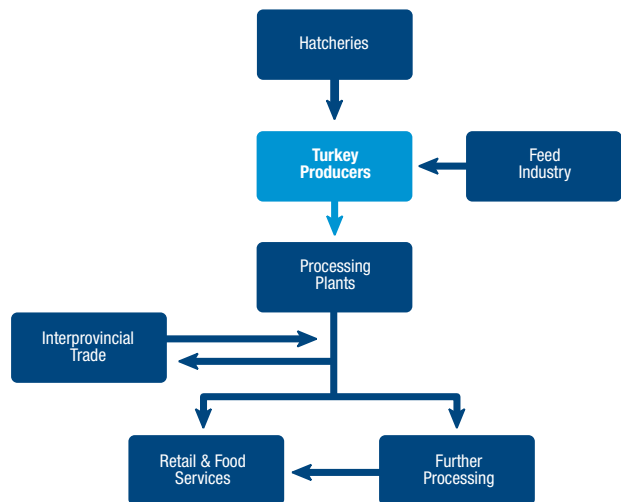 Hatcheries
Turkey
Producers
Feed
Industry
Processing
Plants
Interprovincial
Trade
Retail & Food
Services
Further
Processing